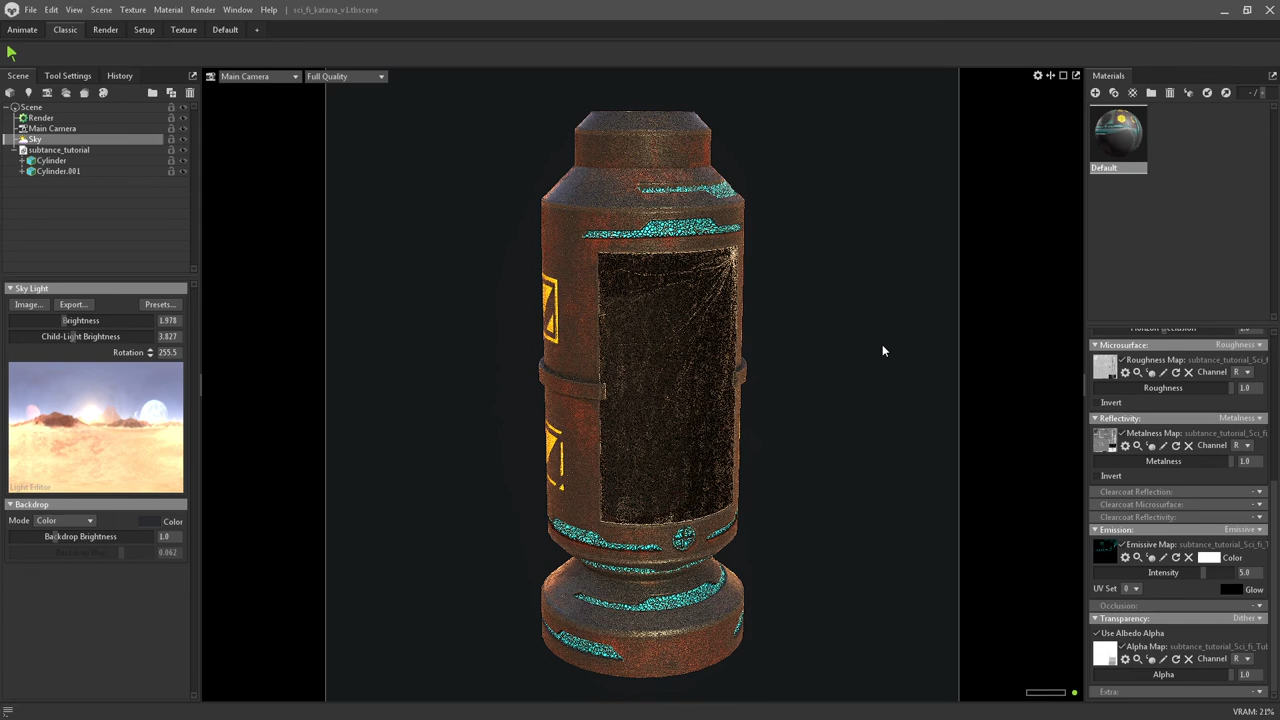 File Edit View Scene Texture Material Render Window Help sci_fi_katana_v1.tbscene
Animate Classic Render Setup Texture Default +
Scene Tool Settings History
Main Camera Full Quality
Materials
- /
Scene
Render
Main Camera
Sky
subtance_tutorial
Cylinder
Cylinder.001
Default
Sky Light
Image... Export... Presets...
Brightness 1.978
Child-Light Brightness 3.827
Rotation 255.5
Light Editor
Backdrop
Mode Color Color
Backdrop Brightness 1.0
0.062
Horizon Occlusion 1.0
Microsurface: Roughness
Roughness Map: subtance_tutorial_Sci_f
Channel R
Roughness 1.0
Invert
Reflectivity: Metalness
Metalness Map: subtance_tutorial_Sci_fi
Channel R
Metalness 1.0
Invert
Clearcoat Reflection:
Clearcoat Microsurface:
Clearcoat Reflectivity:
Emission: Emissive
Emissive Map: subtance_tutorial_Sci_fi_T
Color
Intensity 5.0
UV Set 0 Glow
Occlusion:
Transparency: Dither
Use Albedo Alpha
Alpha Map: subtance_tutorial_Sci_fi_Tut
Channel R
Alpha 1.0
Extra:
VRAM: 21%